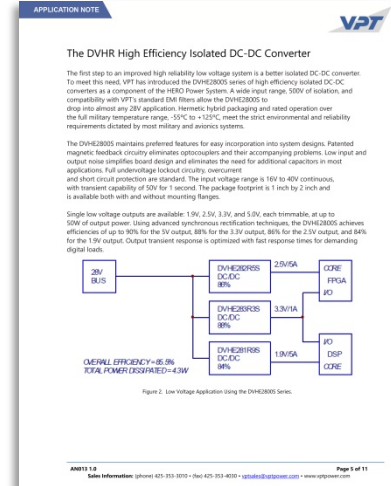 APPLICATION NOTE
VPT
The DVHR High Efficiency Isolated DC-DC Converter
The first step to an improved high reliability low voltage system is a better isolated DC-DC converter.
To meet this need, VPT has introduced the DVHE2800S series of high efficiency isolated DC-DC
converters as a component of the HERO Power System. A wide input range, 500V of isolation, and
compatibility with VPT's standard EMI filters allow the DVHE2800S to
drop into almost any 28V application. Hermetic hybrid packaging and rated operation over
the full military temperature range, -55°C to +125°C, meet the strict environmental and reliability
requirements dictated by most military and avionics systems.
The DVHE2800S maintains preferred features for easy incorporation into system designs. Patented
magnetic feedback circuitry eliminates optocouplers and their accompanying problems. Low input and
output noise simplifies board design and eliminates the need for additional capacitors in most
applications. Full undervoltage lockout circuitry, overcurrent
and short circuit protection are standard. The input voltage range is 16V to 40V continuous,
with transient capability of 50V for 1 second. The package footprint is 1 inch by 2 inch and
is available both with and without mounting flanges.
Single low voltage outputs are available: 1.9V, 2.5V, 3.3V, and 5.0V, each trimmable, at up to
50W of output power. Using advanced synchronous rectification techniques, the DVHE2800S achieves
efficiencies of up to 90% for the 5V output, 88% for the 3.3V output, 86% for the 2.5V output, and 84%
for the 1.9V output. Output transient response is optimized with fast response times for demanding
digital loads.
28V
BUS
DVHE282R5S
DC/DC
86%
2.5V/5A
CORE
FPGA
I/O
DVHE283R3S
DC/DC
88%
3.3V/1A
DVHE281R9S
DC/DC
84%
1.9V/5A
I/O
DSP
CORE
OVERALL EFFICIENCY=85.5%
TOTAL POWER DISSIPATED=4.3W
Figure 2. Low Voltage Application Using the DVHE2800S Series.
AN013 1.0
Page 5 of 11
Sales Information: (phone) 425-353-3010 • (fax) 425-353-4030 • vptsales@vptpower.com • www.vptpower.com